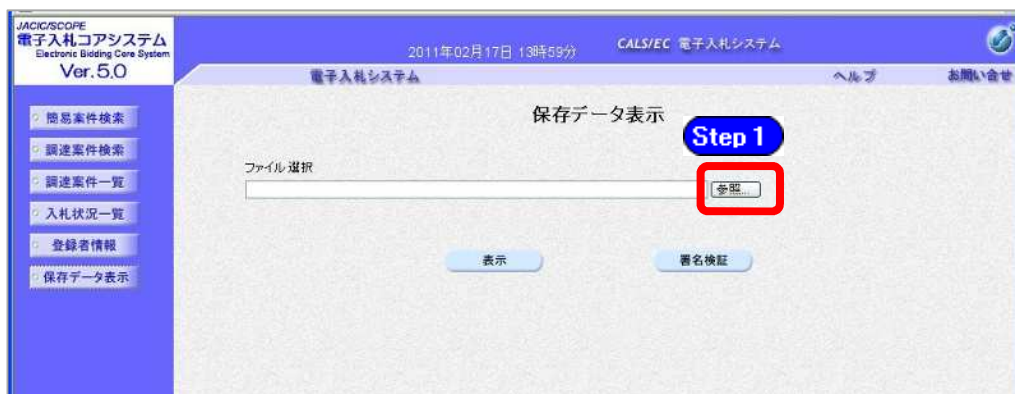 JACIC/SCOPE
電子入札コアシステム
Electronic Bidding Core System
Ver.5.0
2011年02月17日 13時59分
CALS/EC 電子入札システム
電子入札システム
ヘルプ
お問い合せ
簡易案件検索
調達案件検索
調達案件一覧
入札状況一覧
登録者情報
保存データ表示
保存データ表示
Step 1
ファイル選択
参照...
表示
署名検証